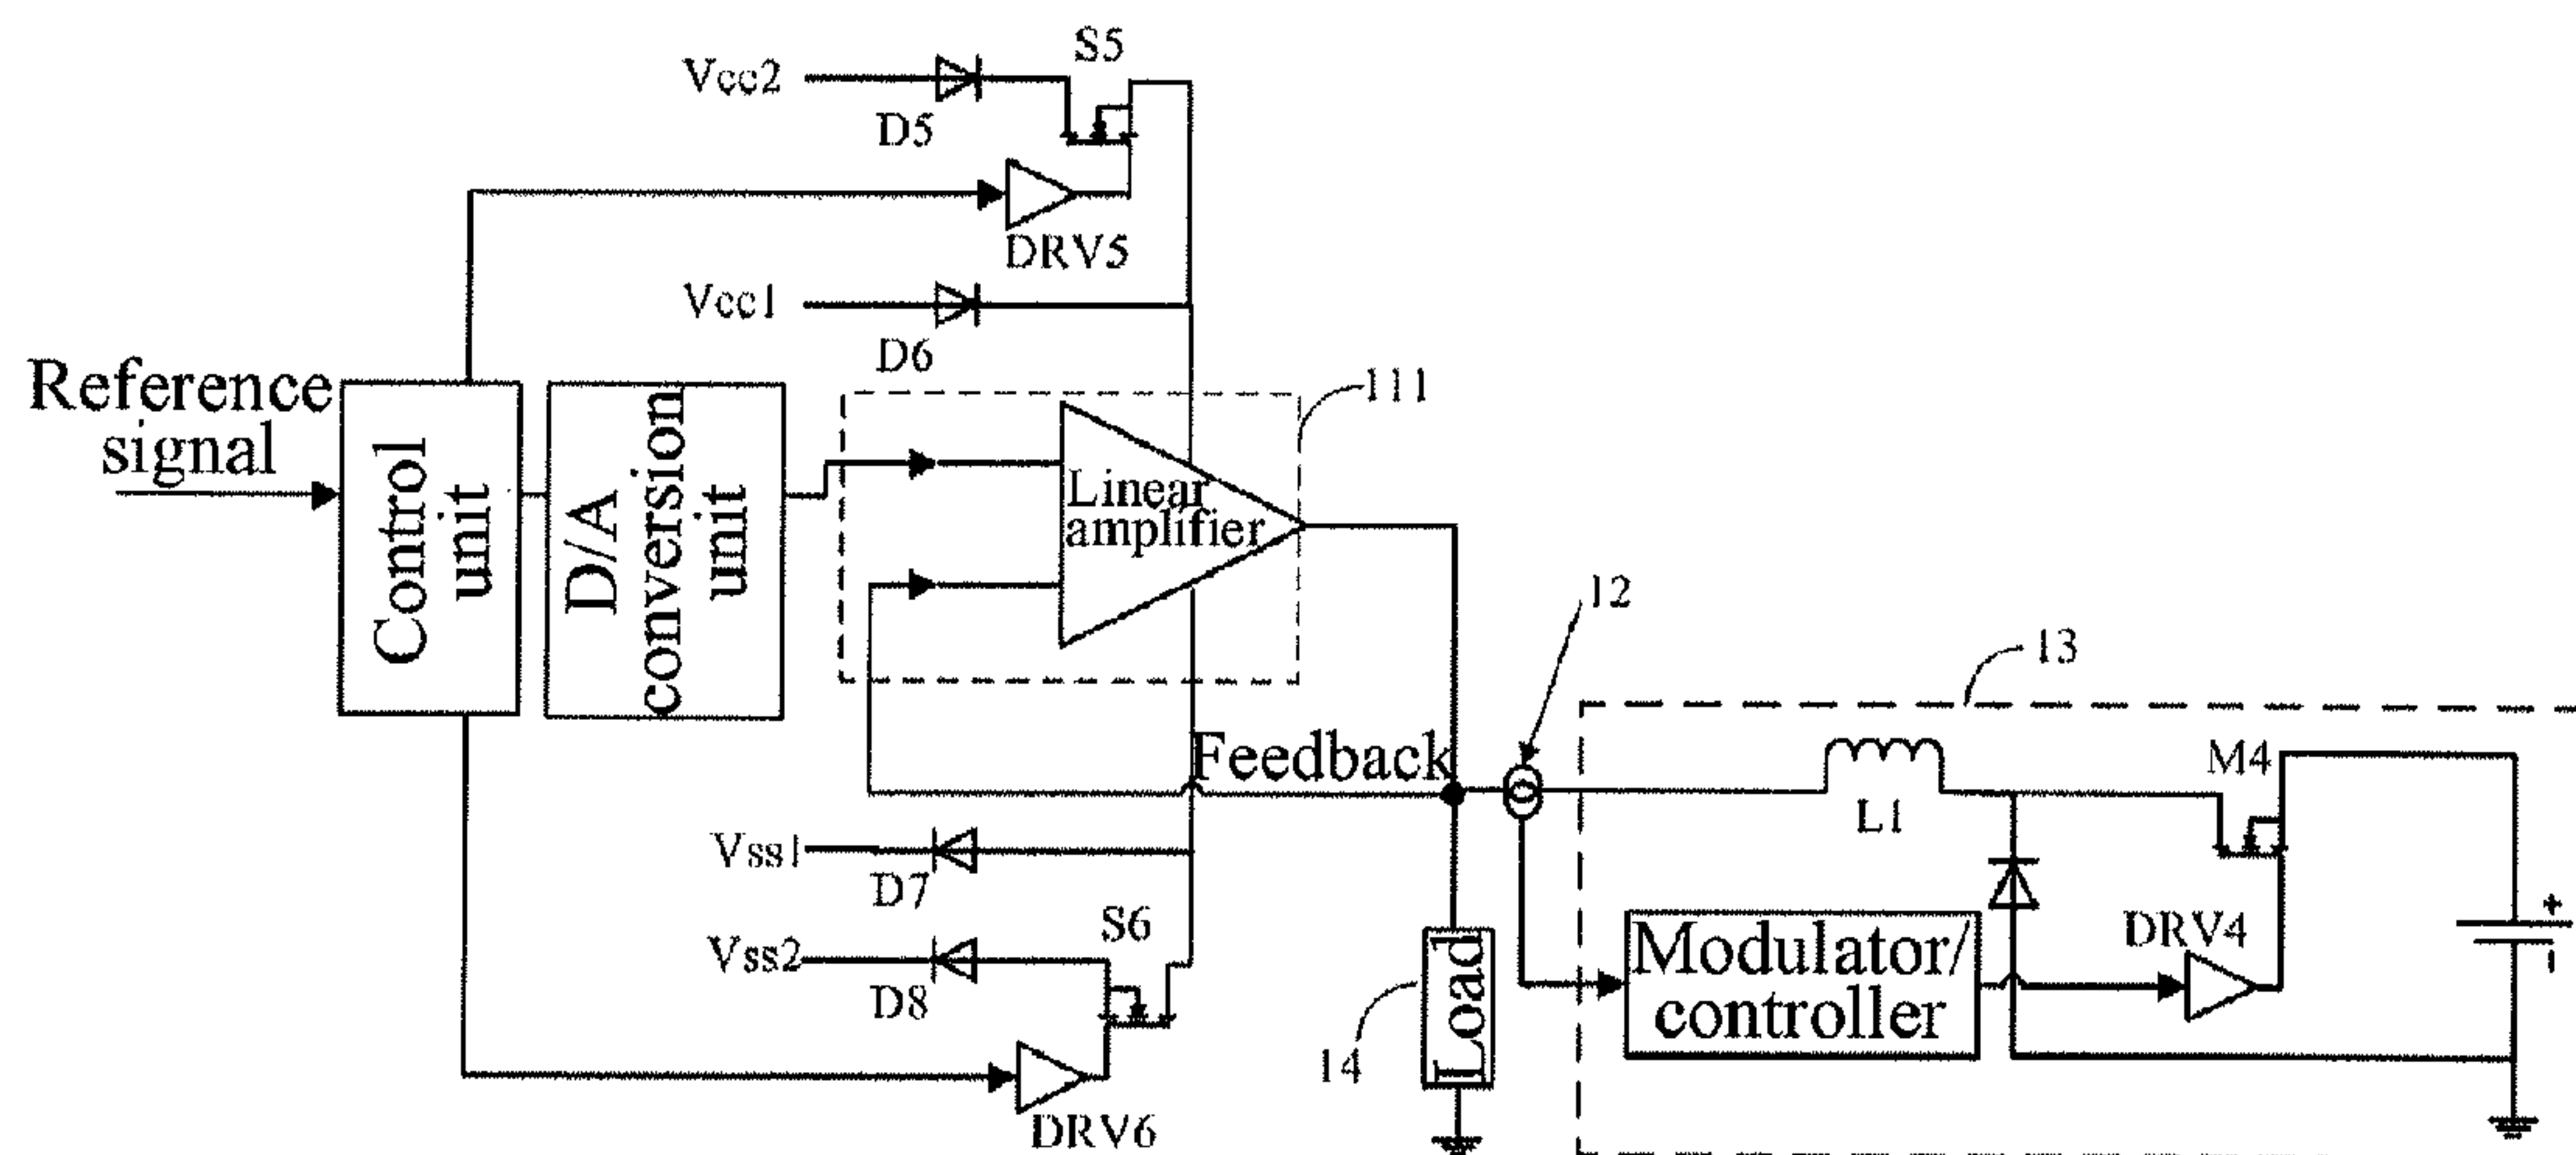 S5
Vcc2
D5
DRV5
Vcc1
D6
Reference
signal
Control
unit
D/A
conversion
unit
111
Linear
amplifier
12
13
Feedback
M4
L1
Vss1
D7
S6
Vss2
D8
DRV6
14
Load
Modulator/
controller
DRV4
+
-